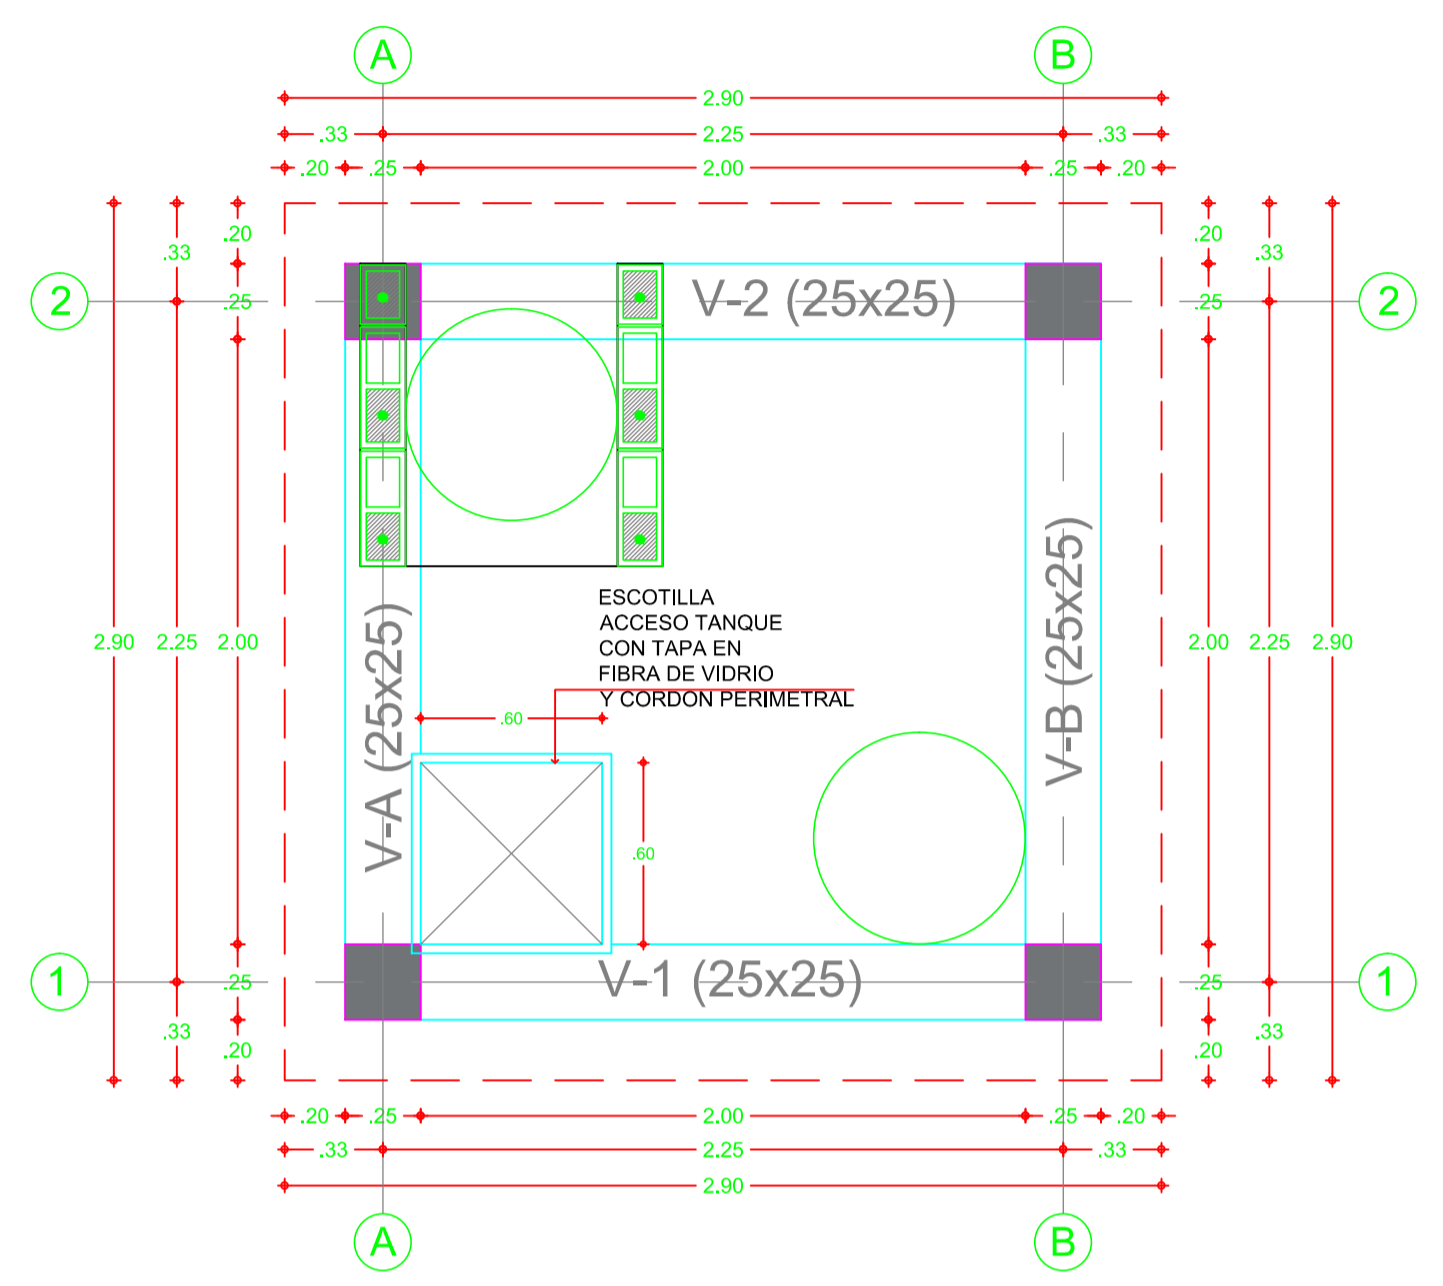 A B
2.90
.33 2.25 .33
.20 .25 2.00 .25 .20
.20 .20
.33 .33
2 .25 V-2 (25x25) .25 2
ESCOTILLA
ACCESO TANQUE
CON TAPA EN
FIBRA DE VIDRIO
Y CORDON PERIMETRAL
2.90 2.25 2.00 2.00 2.25 2.90
V-A (25x25)
V-B (25x25)
.60
.60
1 .25 V-1 (25x25) .25 1
.33 .33
.20 .20
.20 .25 2.00 .25 .20
.33 2.25 .33
2.90
A B